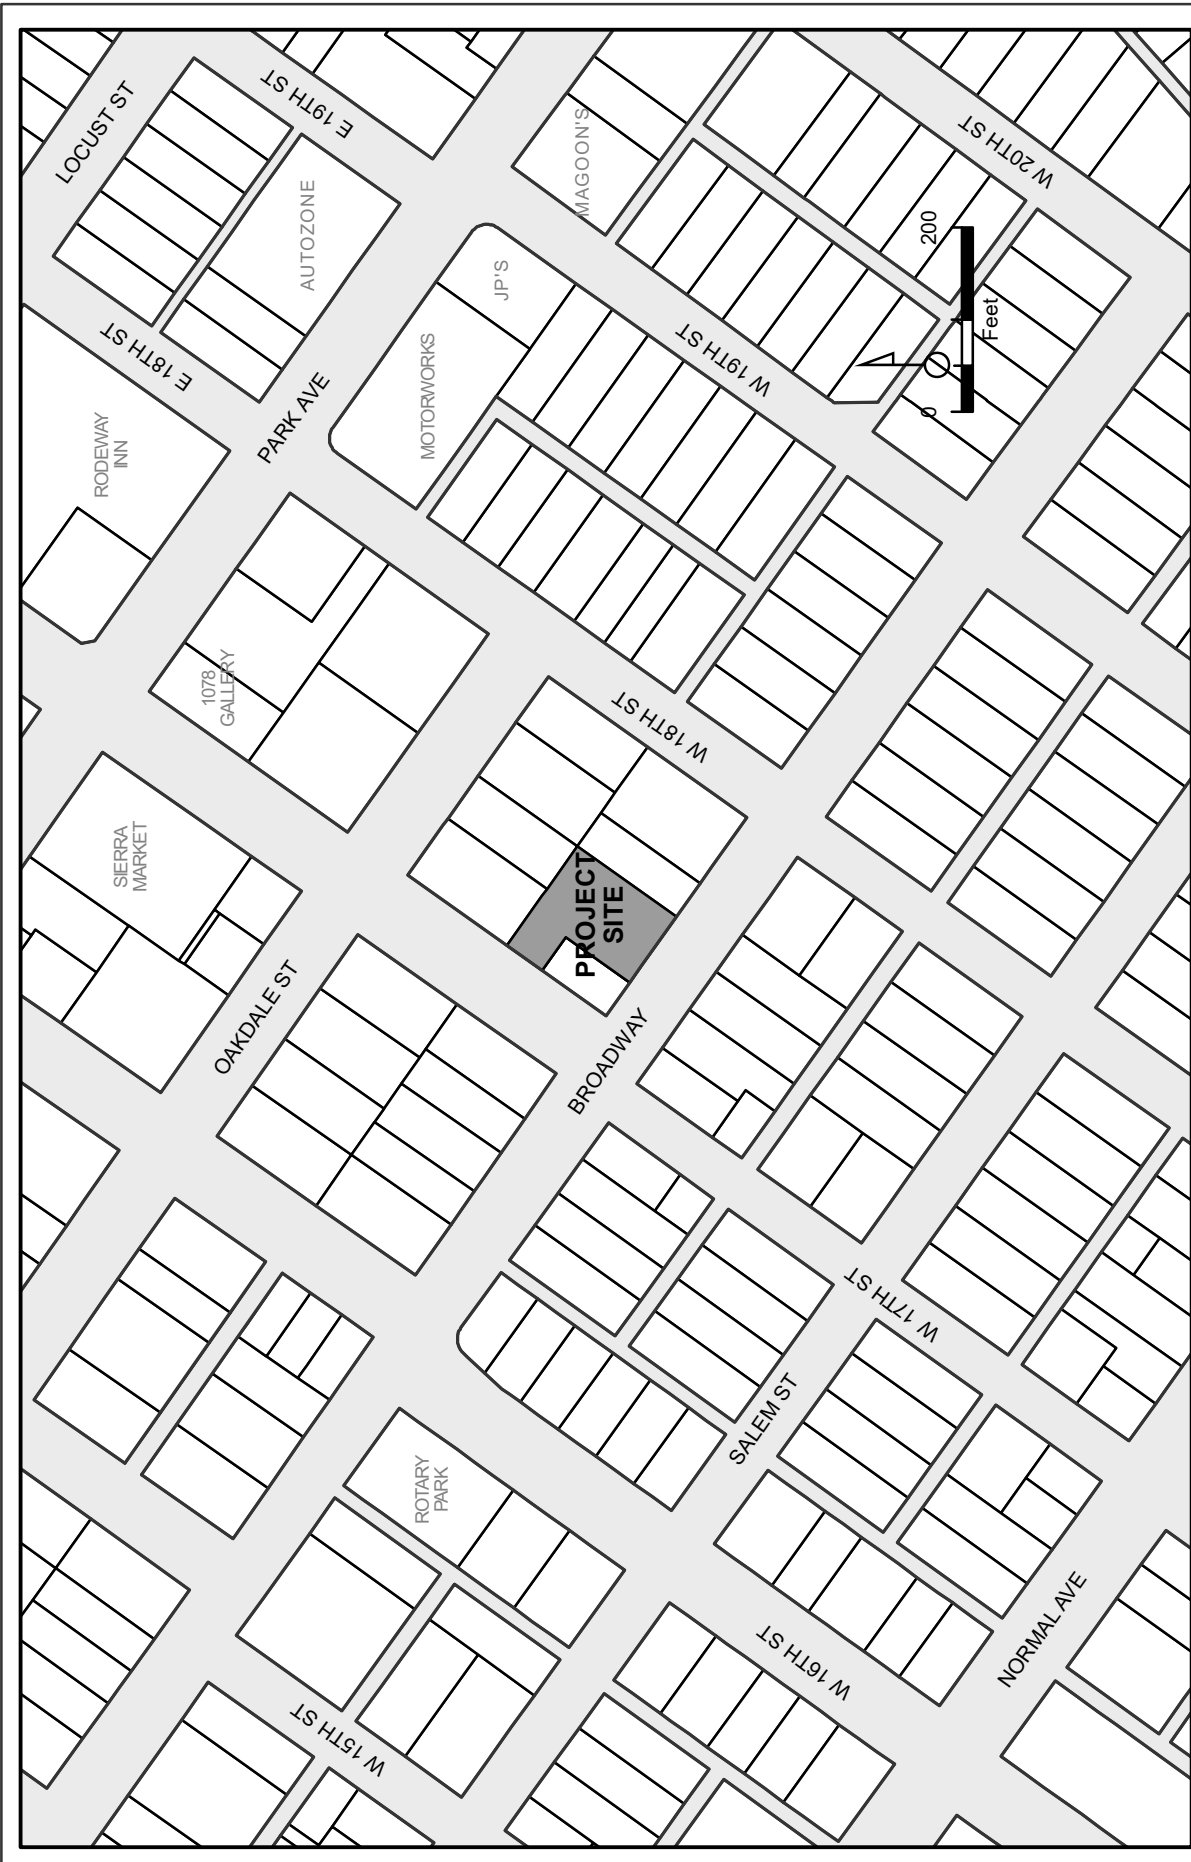 LOCUST ST
E 19TH ST
AUTOZONE
MAGOON'S
W 20TH ST
E 18TH ST
JP'S
MOTORWORKS
W 19TH ST
0
200
Feet
RODEWAY
INN
PARK AVE
1078
GALLERY
W 18TH ST
SIERRA
MARKET
PROJECT
SITE
OAKDALE ST
BROADWAY
W 17TH ST
SALEM ST
ROTARY
PARK
W 16TH ST
NORMAL AVE
W 15TH ST